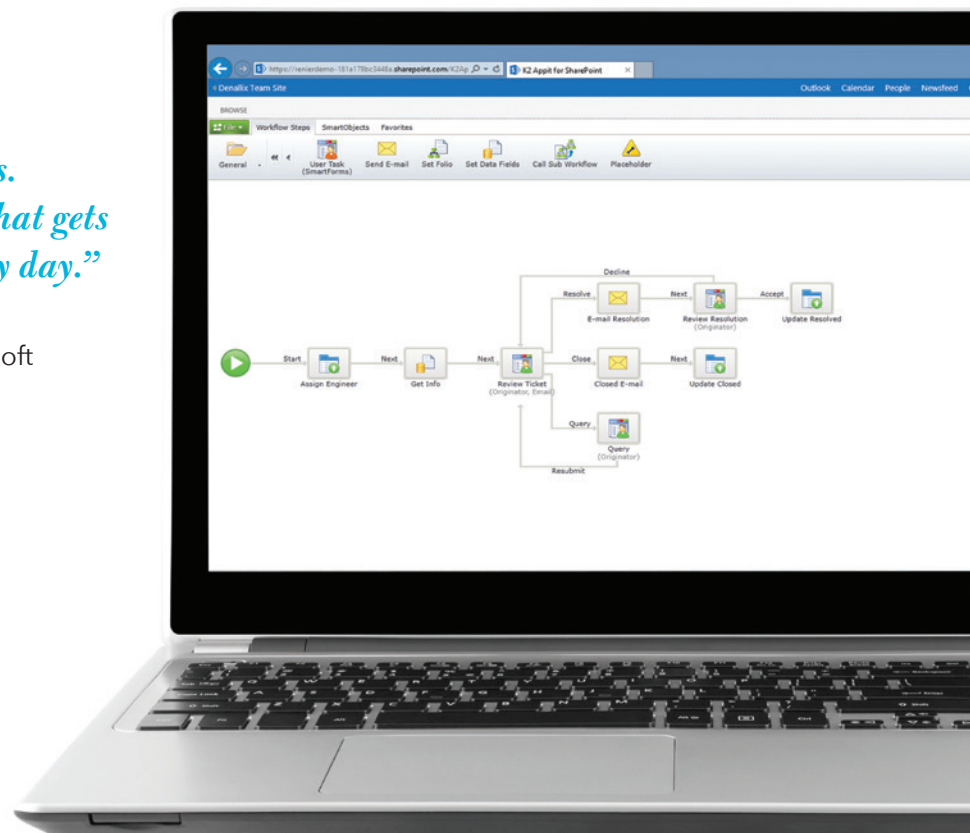 s.
hat gets
y day.”
oft
https://renierdemo-181a179bc3448a.sharepoint.com/K2Ap
K2 Appit for SharePoint
Denallix Team Site
Outlook Calendar People Newsfeed
BROWSE
File Workflow Steps SmartObjects Favorites
General
User Task
(SmartForms)
Send E-mail
Set Folio
Set Data Fields
Call Sub Workflow
Placeholder
Decline
Resolve
Next
Accept
E-mail Resolution
Review Resolution
(Originator)
Update Resolved
Start
Next
Next
Close
Next
Assign Engineer
Get Info
Review Ticket
(Originator, Email)
Closed E-mail
Update Closed
Query
Query
(Originator)
Resubmit